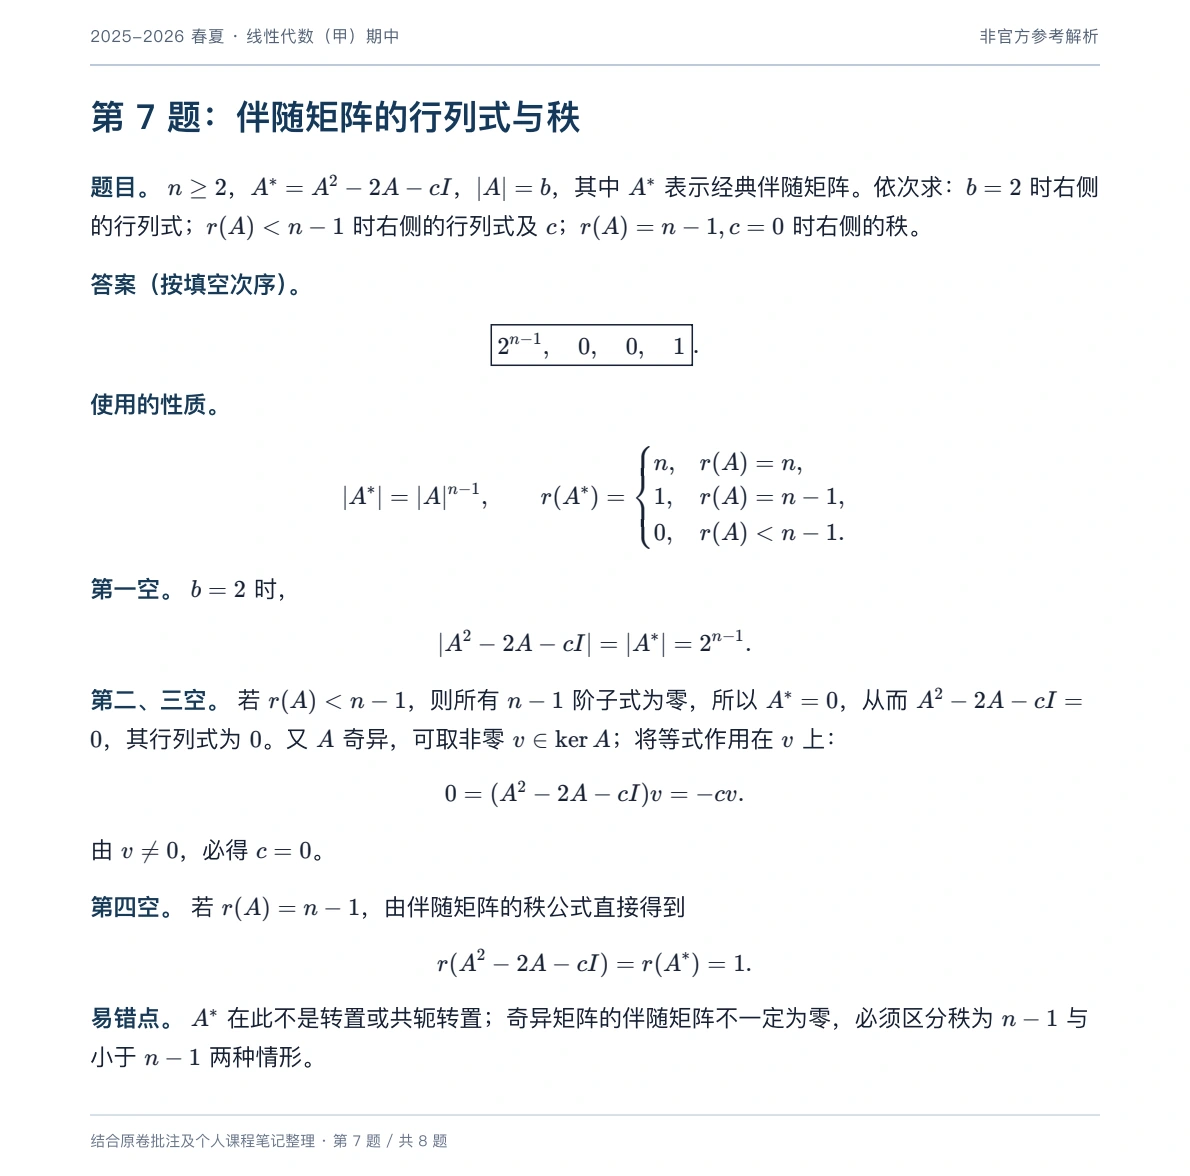 2025–2026 春夏 · 线性代数（甲）期中
非官方参考解析
第 7 题：伴随矩阵的行列式与秩
题目。 n ≥ 2，A* = A² − 2A − cI，|A| = b，其中 A* 表示经典伴随矩阵。依次求：b = 2 时右侧
的行列式；r(A) < n − 1 时右侧的行列式及 c；r(A) = n − 1, c = 0 时右侧的秩。
答案（按填空次序）。
2ⁿ⁻¹, 0, 0, 1.
使用的性质。
|A*| = |A|ⁿ⁻¹, r(A*) = { n, r(A) = n,
1, r(A) = n − 1,
0, r(A) < n − 1.
第一空。 b = 2 时，
|A² − 2A − cI| = |A*| = 2ⁿ⁻¹.
第二、三空。 若 r(A) < n − 1，则所有 n − 1 阶子式为零，所以 A* = 0，从而 A² − 2A − cI =
0，其行列式为 0。又 A 奇异，可取非零 v ∈ ker A；将等式作用在 v 上：
0 = (A² − 2A − cI)v = −cv.
由 v ≠ 0，必得 c = 0。
第四空。 若 r(A) = n − 1，由伴随矩阵的秩公式直接得到
r(A² − 2A − cI) = r(A*) = 1.
易错点。 A* 在此不是转置或共轭转置；奇异矩阵的伴随矩阵不一定为零，必须区分秩为 n − 1 与
小于 n − 1 两种情形。
结合原卷批注及个人课程笔记整理 · 第 7 题 / 共 8 题